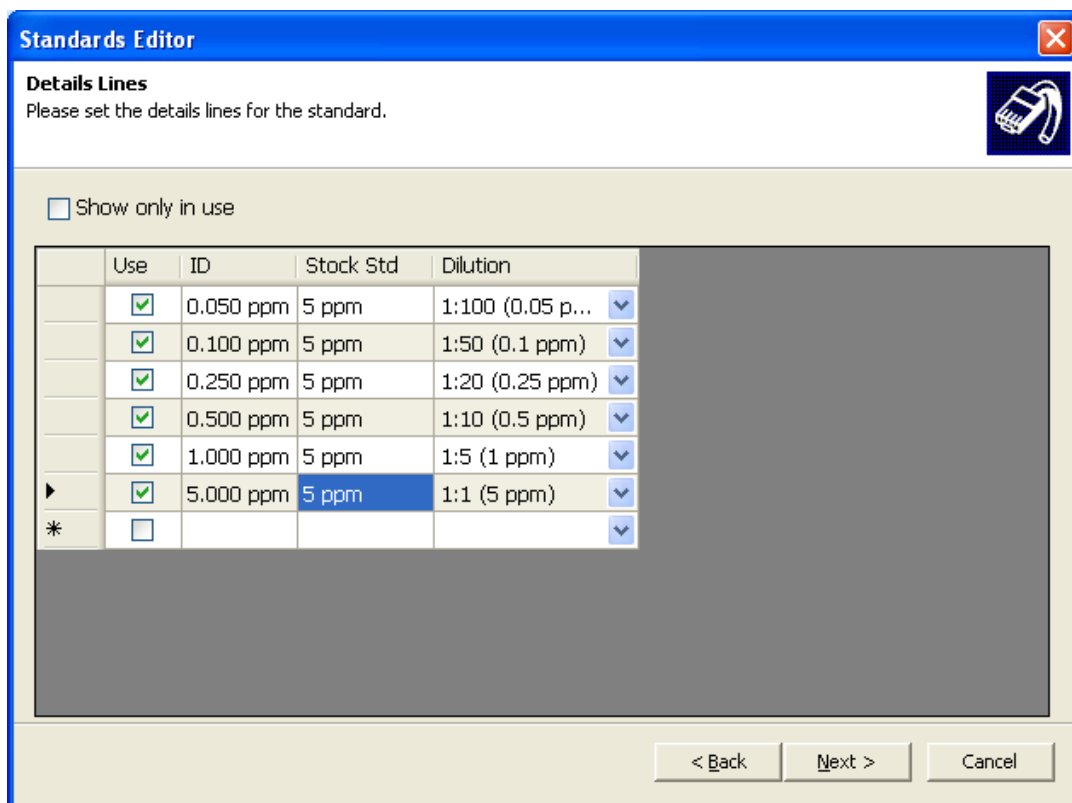 Standards Editor
Details Lines
Please set the details lines for the standard.
Show only in use
Use ID Stock Std Dilution
0.050 ppm 5 ppm 1:100 (0.05 p...
0.100 ppm 5 ppm 1:50 (0.1 ppm)
0.250 ppm 5 ppm 1:20 (0.25 ppm)
0.500 ppm 5 ppm 1:10 (0.5 ppm)
1.000 ppm 5 ppm 1:5 (1 ppm)
5.000 ppm 5 ppm 1:1 (5 ppm)
< Back Next > Cancel